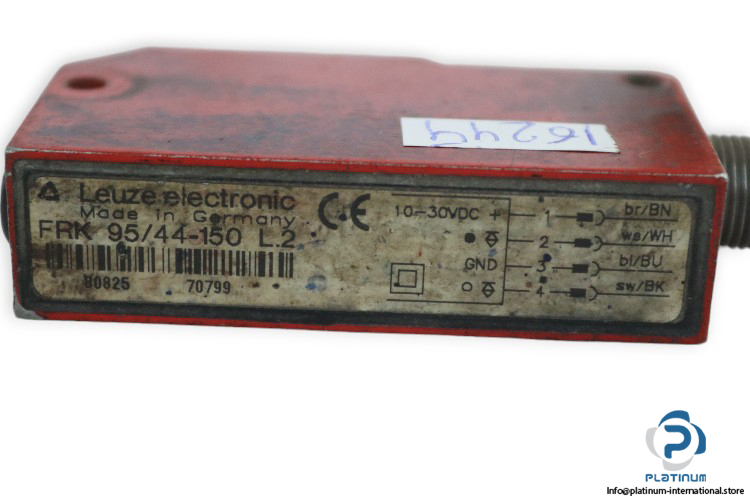 16249
Leuze electronic
Made in Germany
FRK 95/44-150 L.2
80825 70799
CE
10-30VDC + 1 br/BN
2 ws/WH
GND 3 bl/BU
4 sw/BK
PLATINUM
Info@platinum-international.store